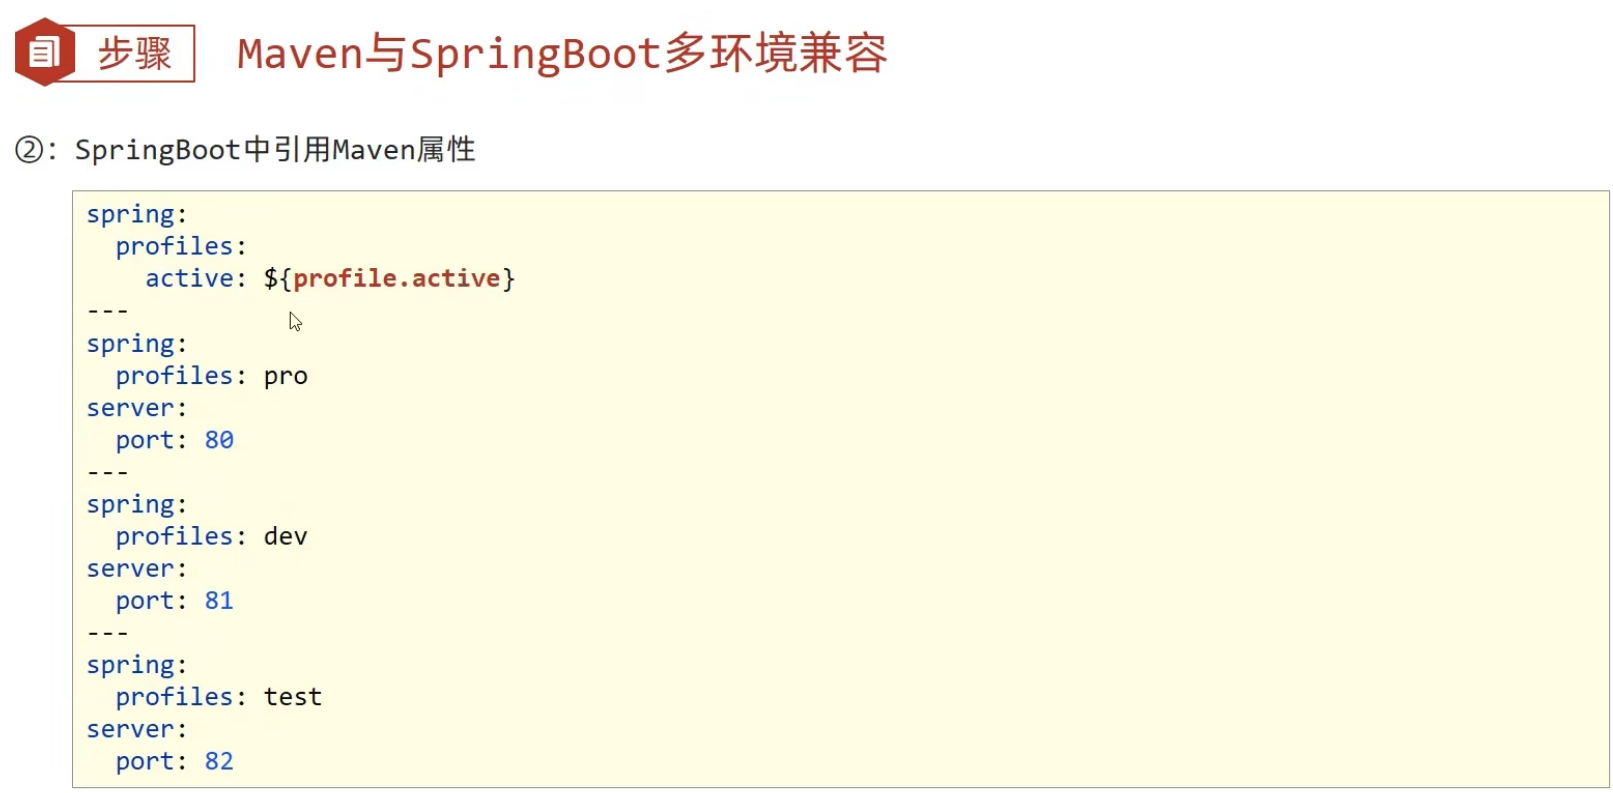 步骤 Maven与SpringBoot多环境兼容
②：SpringBoot中引用Maven属性
spring:
  profiles:
    active: ${profile.active}
---
spring:
  profiles: pro
server:
  port: 80
---
spring:
  profiles: dev
server:
  port: 81
---
spring:
  profiles: test
server:
  port: 82